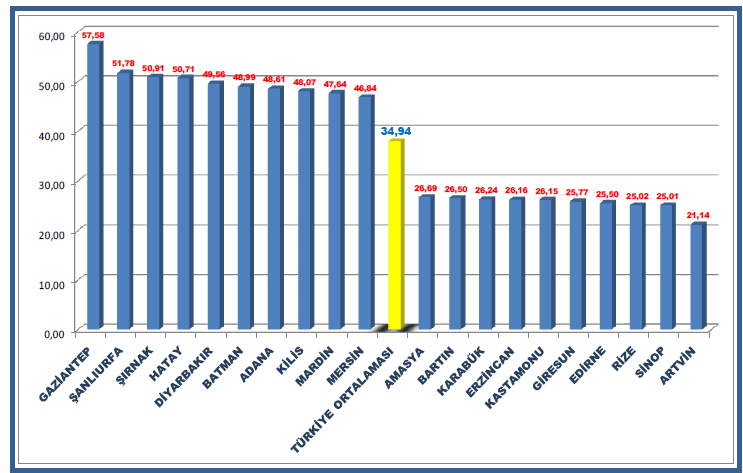 60,00
50,00
40,00
30,00
20,00
10,00
0,00
57,58
51,78
50,91
50,71
49,56
48,99
48,61
48,07
47,64
46,84
34,94
26,69
26,50
26,24
26,16
26,15
25,77
25,50
25,02
25,01
21,14
GAZİANTEP
ŞANLIURFA
ŞIRNAK
HATAY
DİYARBAKIR
BATMAN
ADANA
KİLİS
MARDİN
MERSİN
TÜRKİYE ORTALAMASI
AMASYA
BARTIN
KARABÜK
ERZİNCAN
KASTAMONU
GİRESUN
EDİRNE
RİZE
SİNOP
ARTVİN